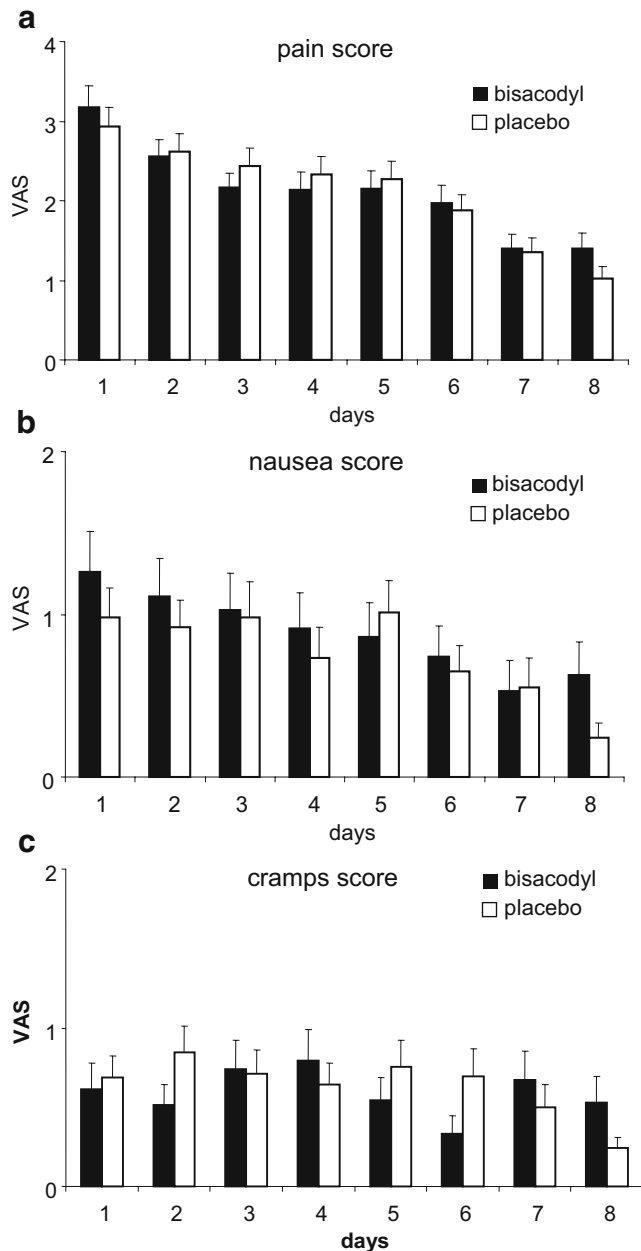 a
pain score
4
3
2
1
0
VAS
bisacodyl
placebo
1 2 3 4 5 6 7 8
days
b
nausea score
2
1
0
VAS
bisacodyl
placebo
1 2 3 4 5 6 7 8
days
c
cramps score
2
1
0
VAS
bisacodyl
placebo
1 2 3 4 5 6 7 8
days